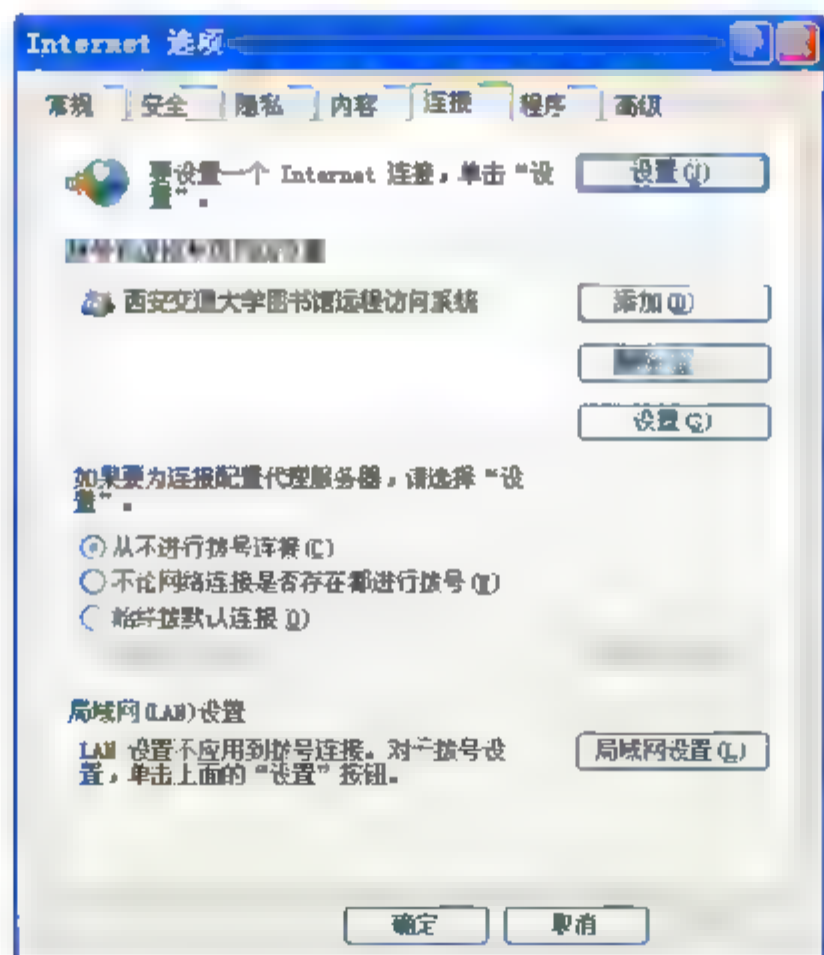 Internet 选项
常规 安全 隐私 内容 连接 程序 高级
要设置一个 Internet 连接，单击“设 设置(U)
置”。
西安交通大学图书馆远程访问系统 添加(D)
设置(S)
如果要为连接配置代理服务器，请选择“设
置”。
从不进行拨号连接(C)
不论网络连接是否存在都进行拨号(W)
始终拨默认连接(O)
局域网(LAN)设置
LAN 设置不应用到拨号连接。对于拨号设 局域网设置(L)
置，单击上面的“设置”按钮。
确定 取消